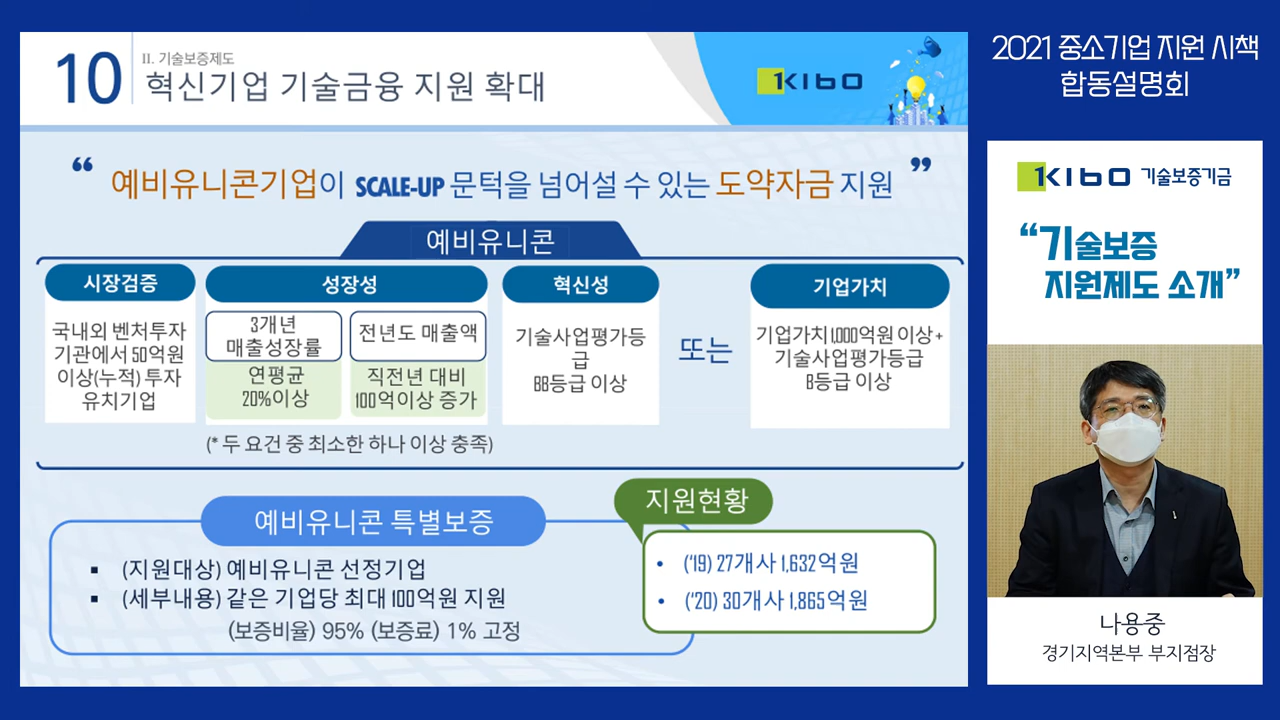 10
II. 기술보증제도
혁신기업 기술금융 지원 확대
1KIBO
“ 예비유니콘기업이 SCALE-UP 문턱을 넘어설 수 있는 도약자금 지원 ”
예비유니콘
시장검증
국내외 벤처투자
기관에서 50억원
이상(누적) 투자
유치기업
성장성
3개년
매출성장률
연평균
20%이상
전년도 매출액
직전년 대비
100억이상 증가
(* 두 요건 중 최소한 하나 이상 충족)
혁신성
기술사업평가등
급
BB등급 이상
또는
기업가치
기업가치 1,000억원 이상+
기술사업평가등급
B등급 이상
예비유니콘 특별보증
▪ (지원대상) 예비유니콘 선정기업
▪ (세부내용) 같은 기업당 최대 100억원 지원
(보증비율) 95% (보증료) 1% 고정
지원현황
• (‘19) 27개사 1,632억원
• (‘20) 30개사 1,865억원
2021 중소기업 지원 시책
합동설명회
1KIBO 기술보증기금
“기술보증
지원제도 소개”
나용중
경기지역본부 부지점장